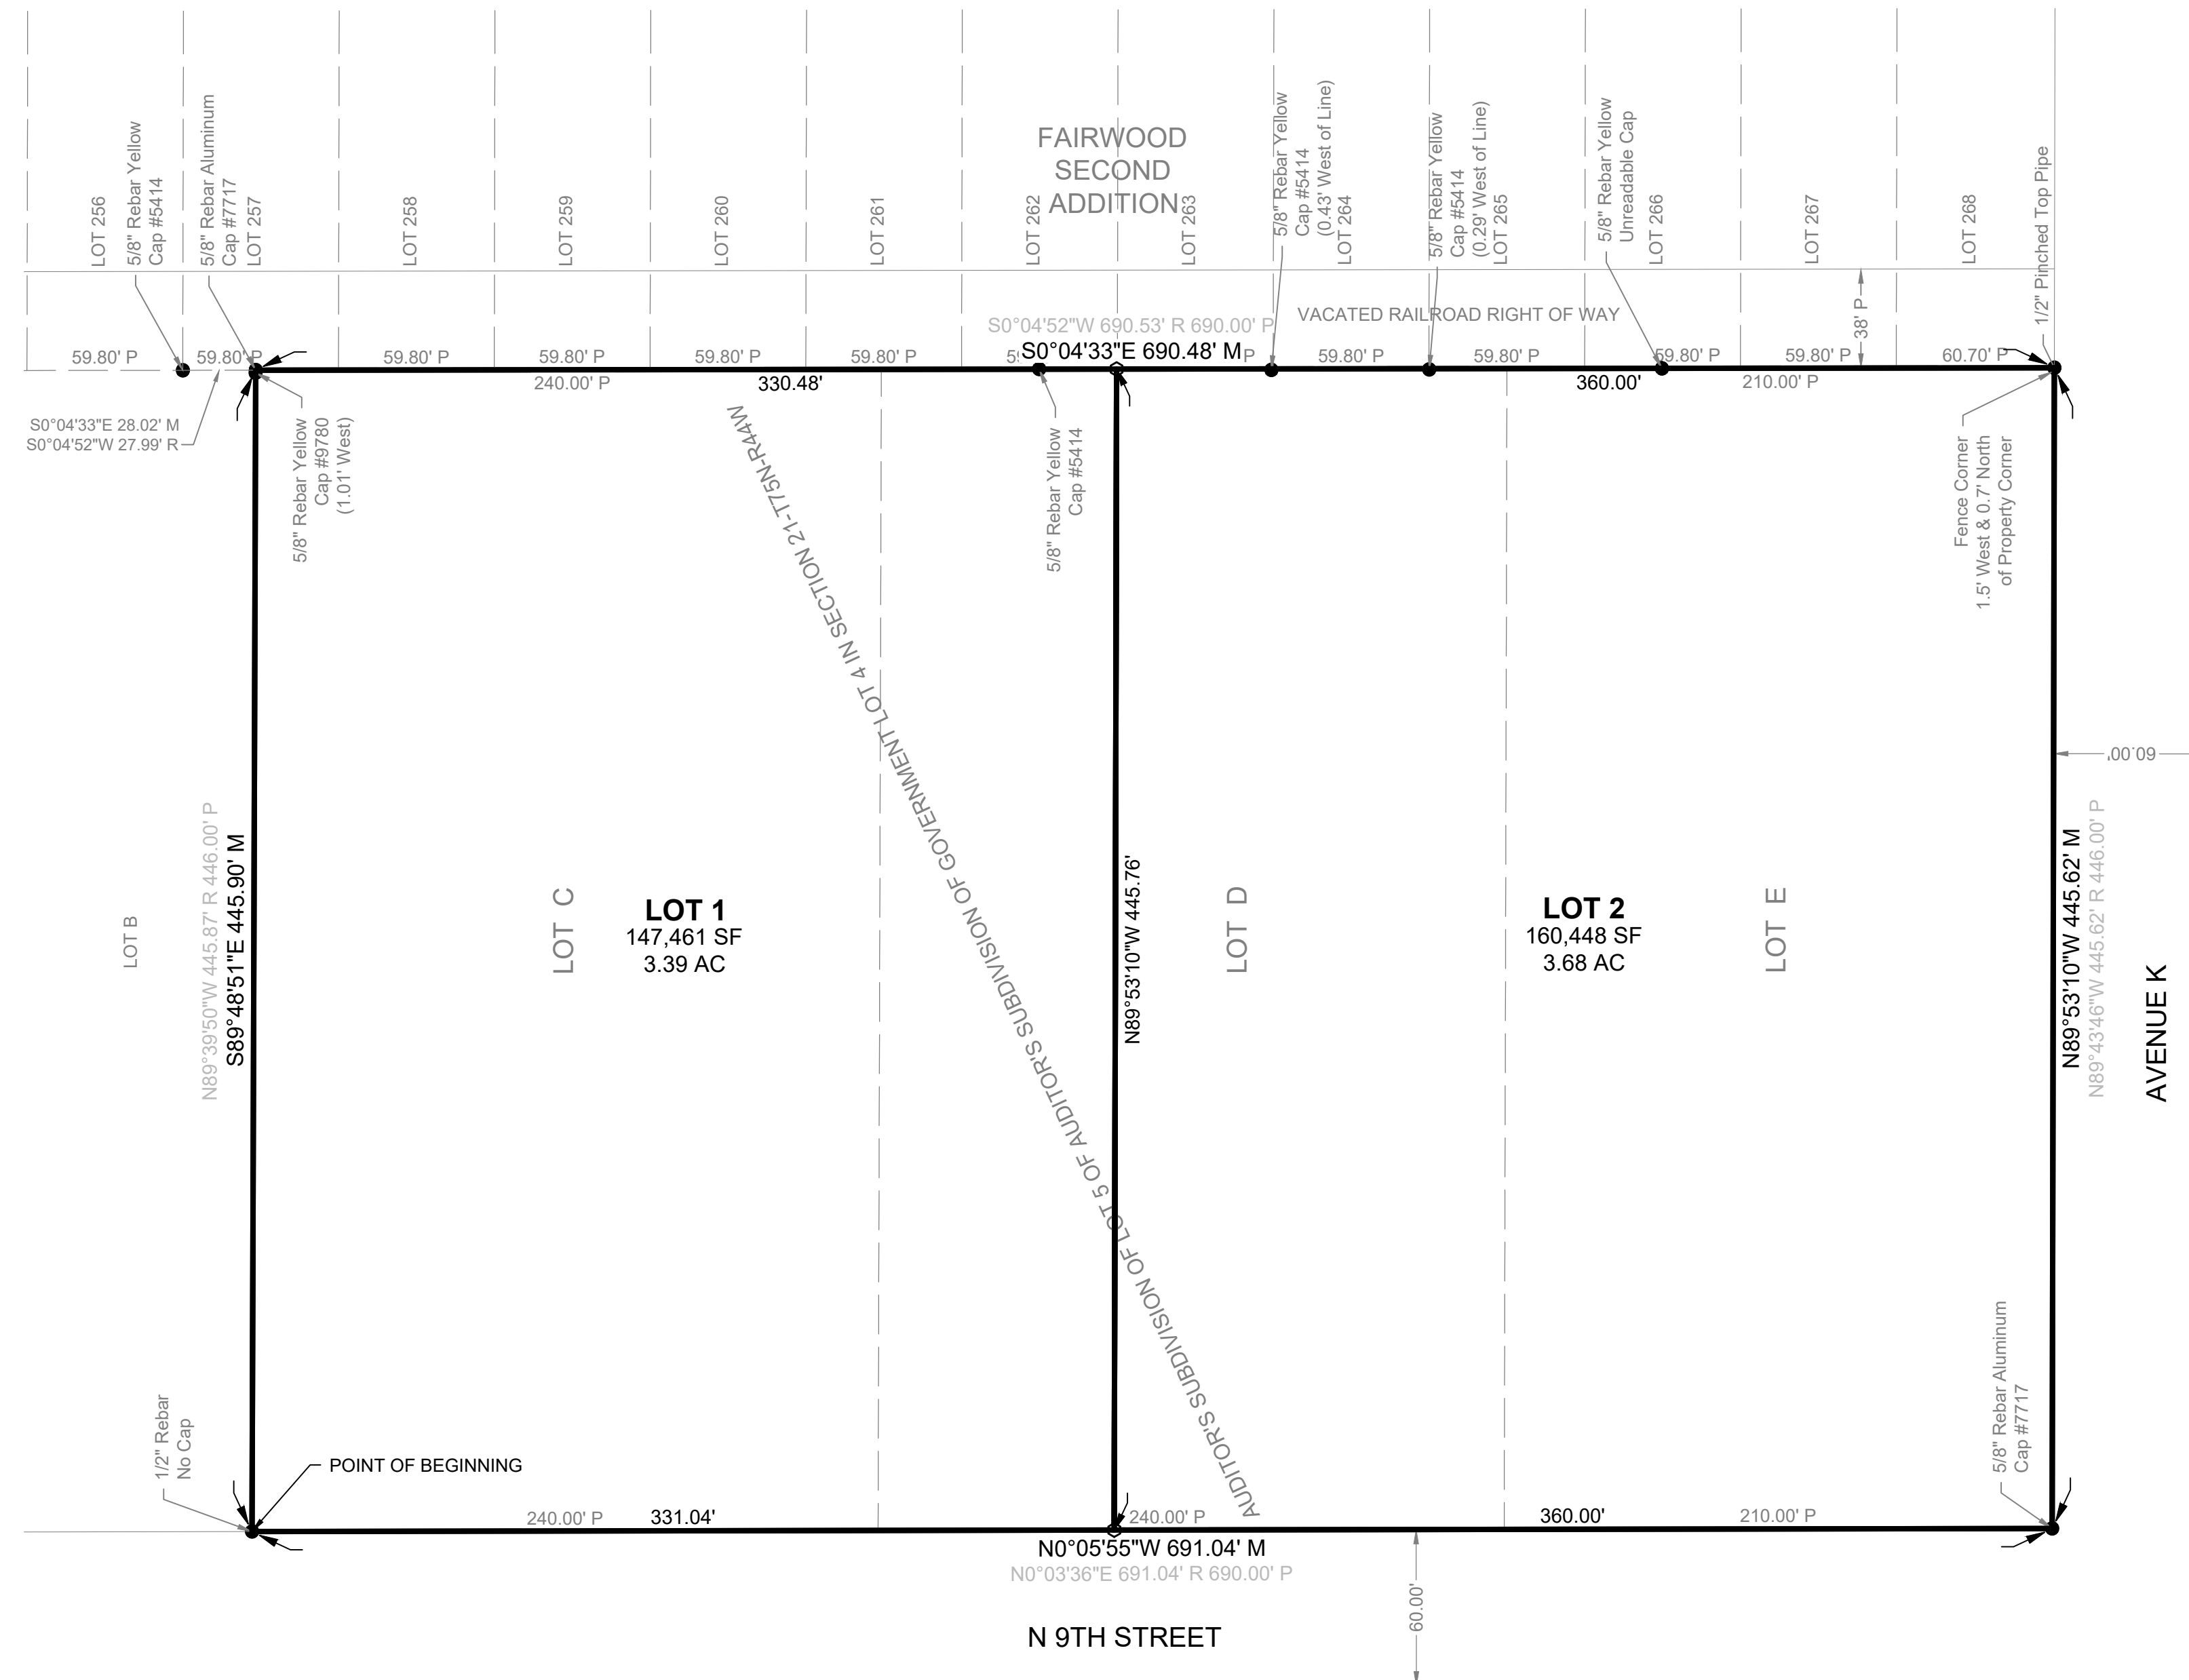 FAIRWOOD
SECOND
ADDITION
LOT 256
5/8" Rebar Yellow
Cap #5414
5/8" Rebar Aluminum
Cap #7717
LOT 257
LOT 258
LOT 259
LOT 260
LOT 261
LOT 262
LOT 263
5/8" Rebar Yellow
Cap #5414
(0.43' West of Line)
LOT 264
5/8" Rebar Yellow
Cap #5414
(0.29' West of Line)
LOT 265
5/8" Rebar Yellow
Unreadable Cap
LOT 266
LOT 267
LOT 268
1/2" Pinched Top Pipe
38' P
VACATED RAILROAD RIGHT OF WAY
S0°04'52"W 690.53' R 690.00' P
S0°04'33"E 690.48' M
59.80' P
59.80' P
59.80' P
59.80' P
59.80' P
59.80' P
59.80' P
59.80' P
59.80' P
59.80' P
60.70' P
240.00' P
330.48'
360.00'
210.00' P
S0°04'33"E 28.02' M
S0°04'52"W 27.99' R
5/8" Rebar Yellow
Cap #9780
(1.01' West)
5/8" Rebar Yellow
Cap #5414
Fence Corner
1.5' West & 0.7' North
of Property Corner
AUDITOR'S SUBDIVISION OF LOT 5 OF AUDITOR'S SUBDIVISION OF GOVERNMENT LOT 4 IN SECTION 21-T75N-R44W
60.00'
LOT B
N89°39'50"W 445.87' R 446.00' P
S89°48'51"E 445.90' M
LOT C
LOT 1
147,461 SF
3.39 AC
N89°53'10"W 445.76'
LOT D
LOT 2
160,448 SF
3.68 AC
LOT E
N89°53'10"W 445.62' M
N89°43'46"W 445.62' R 446.00' P
AVENUE K
1/2" Rebar
No Cap
POINT OF BEGINNING
5/8" Rebar Aluminum
Cap #7717
240.00' P
331.04'
240.00' P
360.00'
210.00' P
N0°05'55"W 691.04' M
N0°03'36"E 691.04' R 690.00' P
60.00'
N 9TH STREET